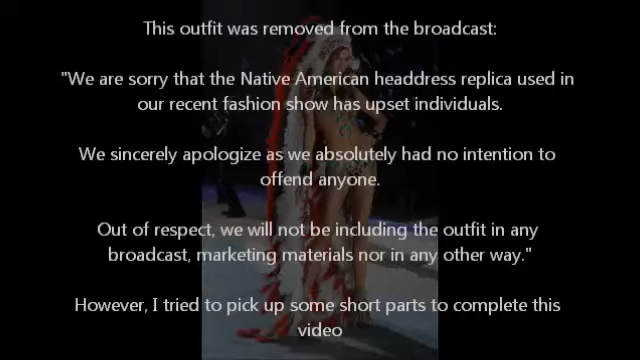 This outfit was removed from the broadcast:
"We are sorry that the Native American headdress replica used in
our recent fashion show has upset individuals.
We sincerely apologize as we absolutely had no intention to
offend anyone.
Out of respect, we will not be including the outfit in any
broadcast, marketing materials nor in any other way."
However, I tried to pick up some short parts to complete this
video